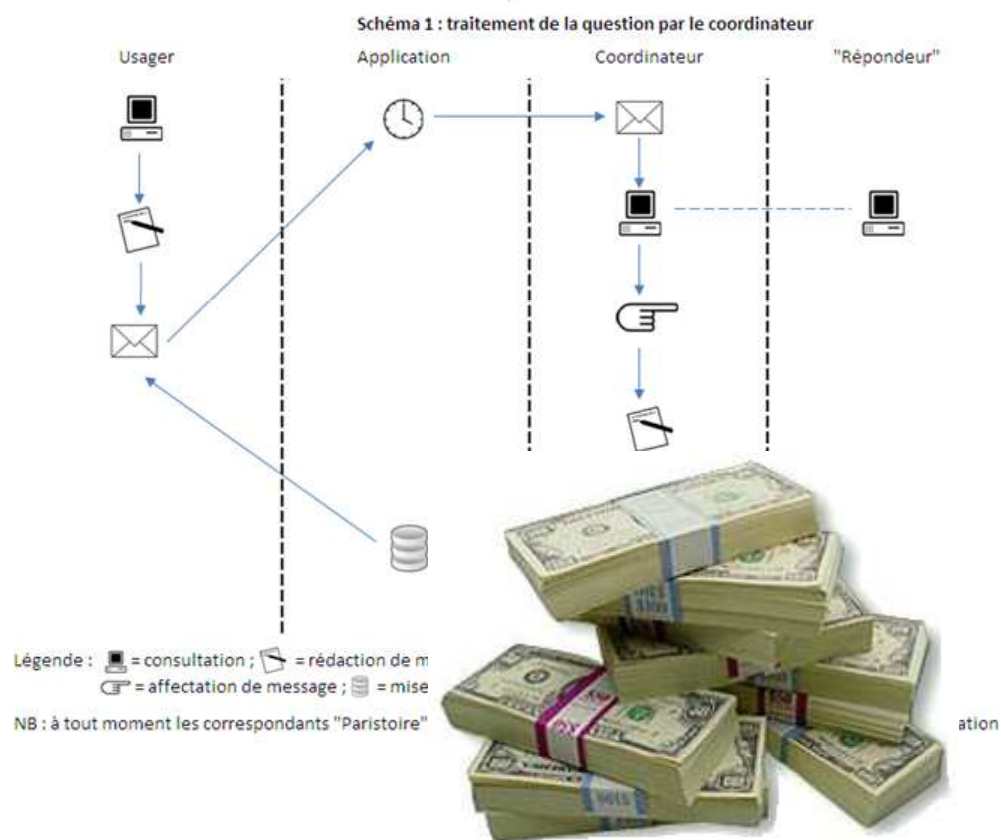 Schéma 1 : traitement de la question par le coordinateur
Usager Application Coordinateur "Répondeur"
Légende : = consultation ; = rédaction de m
= affectation de message ; = mise
NB : à tout moment les correspondants "Paristoire" ation